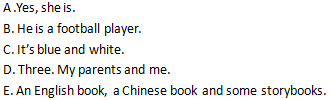 A.Yes, she is.
B. He is a football player.
C. It's blue and white.
D. Three. My parents and me.
E. An English book, a Chinese book and some storybooks.